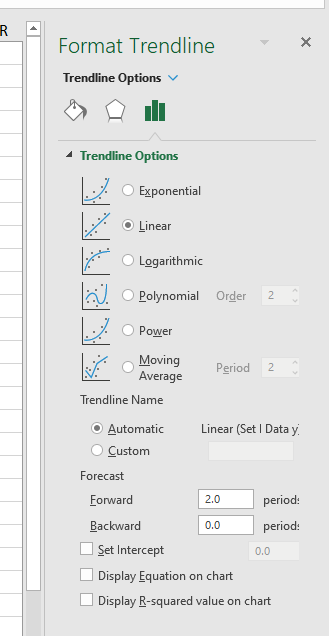 R
Format Trendline
Trendline Options
Trendline Options
Exponential
Linear
Logarithmic
Polynomial Order 2
Power
Moving
Average Period 2
Trendline Name
Automatic Linear (Set I Data y)
Custom
Forecast
Forward 2.0 periods
Backward 0.0 periods
Set Intercept 0.0
Display Equation on chart
Display R-squared value on chart